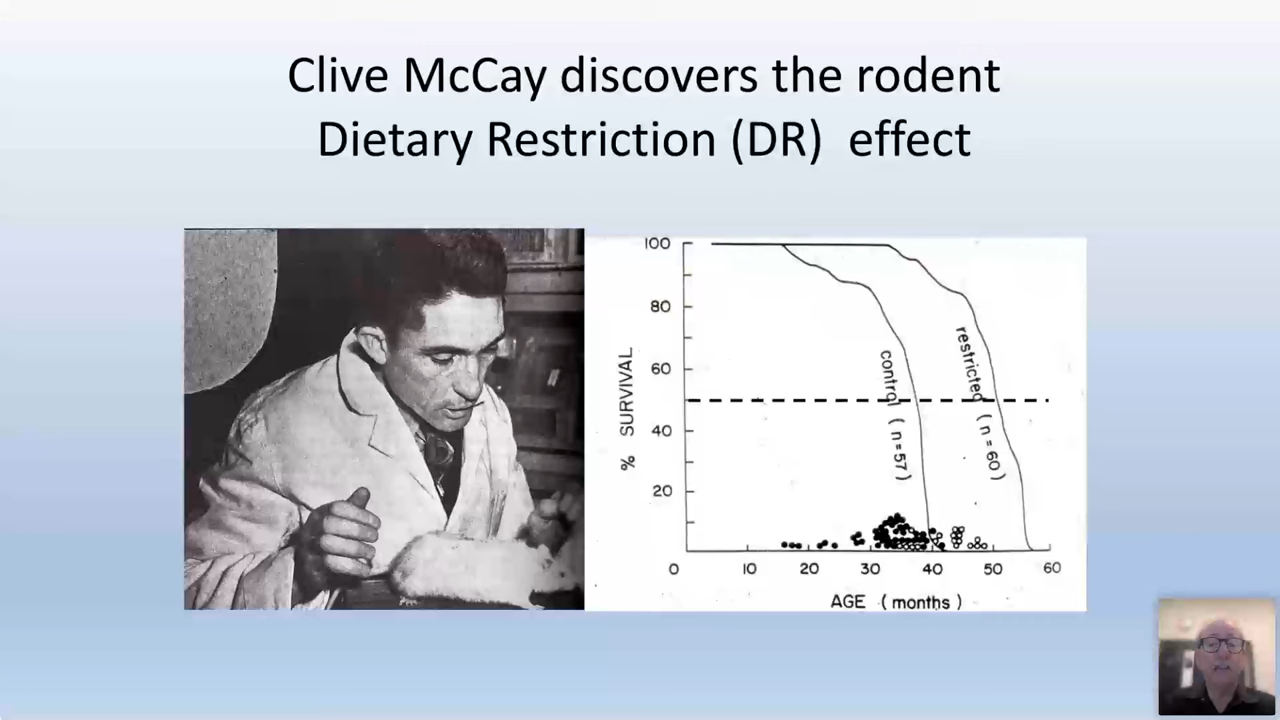 Clive McCay discovers the rodent
Dietary Restriction (DR) effect
100
80
60
40
20
% SURVIVAL
control (n=57)
restricted (n=60)
0 10 20 30 40 50 60
AGE (months)